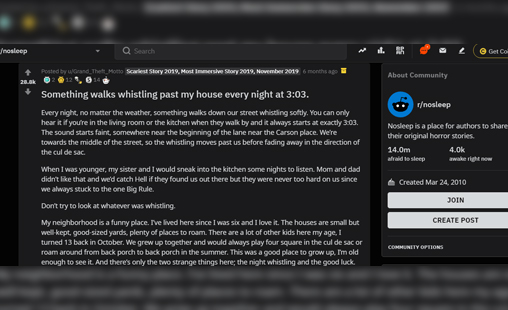 /nosleep
Search
Get Co
28.8k
Posted by u/Grand_Theft_Motto Scariest Story 2019, Most Immersive Story, November 2019 6 months ago
2 12 5 14
Something walks whistling past my house every night at 3:03.
Every night, no matter the weather, something walks down our street whistling softly. You can only
hear it if you're in the living room or the kitchen when they walk by and it always starts at exactly 3:03.
The sound starts faint, somewhere near the beginning of the lane near the Carson place. We're
towards the middle of the street, so the whistling moves past us before fading away in the direction of
the cul de sac.
When I was younger, my sister and I would sneak into the kitchen some nights to listen. Mom and dad
didn't like that and we'd catch Hell if they found us out there but they were never too hard on us since
we always stuck to the one Big Rule.
Don't try to look at whatever was whistling.
My neighborhood is a funny place. I've lived here since I was six and I love it. The houses are small but
well-kept, good-sized yards, plenty of places to roam. There are a lot of other kids here my age, I
turned 13 back in October. We grew up together and would always play four square in the cul de sac or
roam around from back porch to back porch in the summer. This was a good place to grow up, I'm old
enough to see it. And there's only the two strange things here; the night whistling and the good luck.
About Community
r/nosleep
Nosleep is a place for authors to share
their original horror stories.
14.0m 4.0k
afraid to sleep awake right now
Created Mar 24, 2010
JOIN
CREATE POST
COMMUNITY OPTIONS